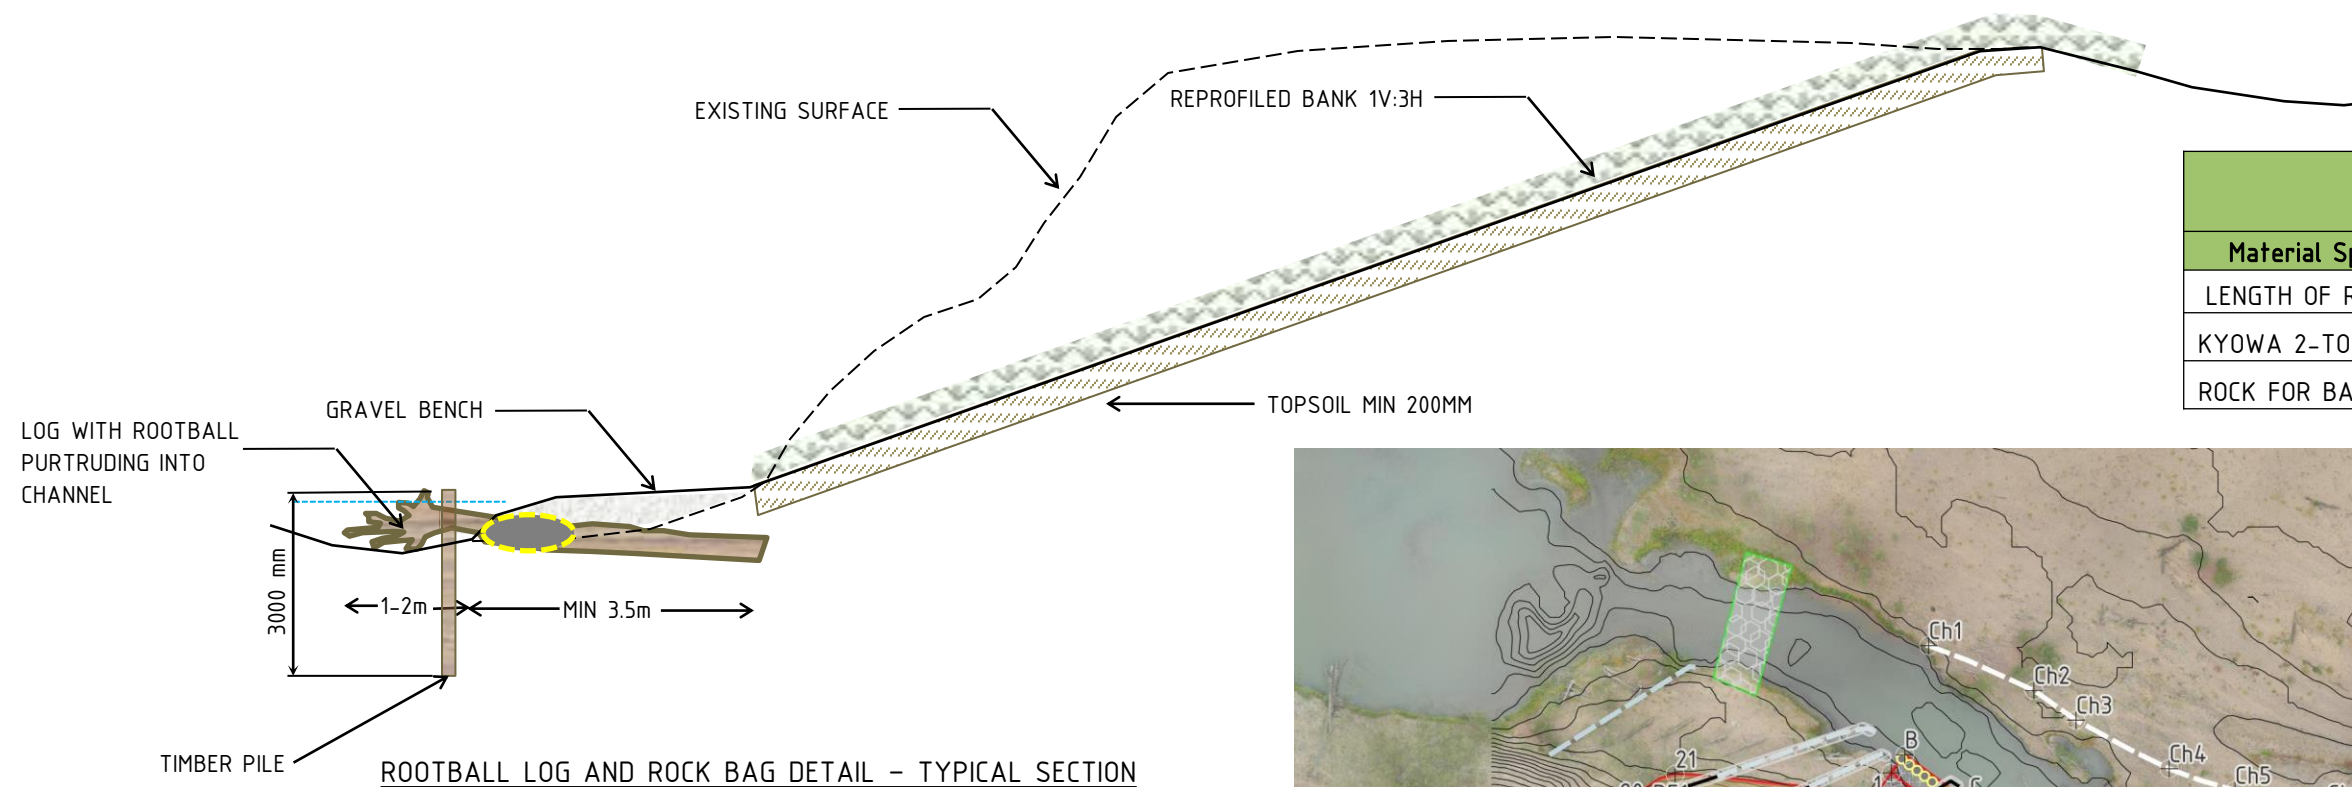 EXISTING SURFACE
REPROFILED BANK 1V:3H
Material Sp
LENGTH OF R
KYOWA 2-TO
ROCK FOR BA
GRAVEL BENCH
TOPSOIL MIN 200MM
LOG WITH ROOTBALL
PURTRUDING INTO
CHANNEL
3000 mm
1-2m
MIN 3.5m
TIMBER PILE
ROOTBALL LOG AND ROCK BAG DETAIL - TYPICAL SECTION
Ch1
Ch2
Ch3
Ch4
Ch5
B
21
1